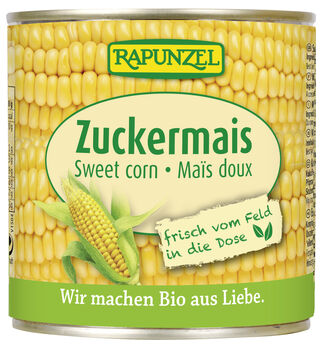 RAPUNZEL
Zuckermais
Sweet corn • Maïs doux
frisch vom Feld
in die Dose
Wir machen Bio aus Liebe.